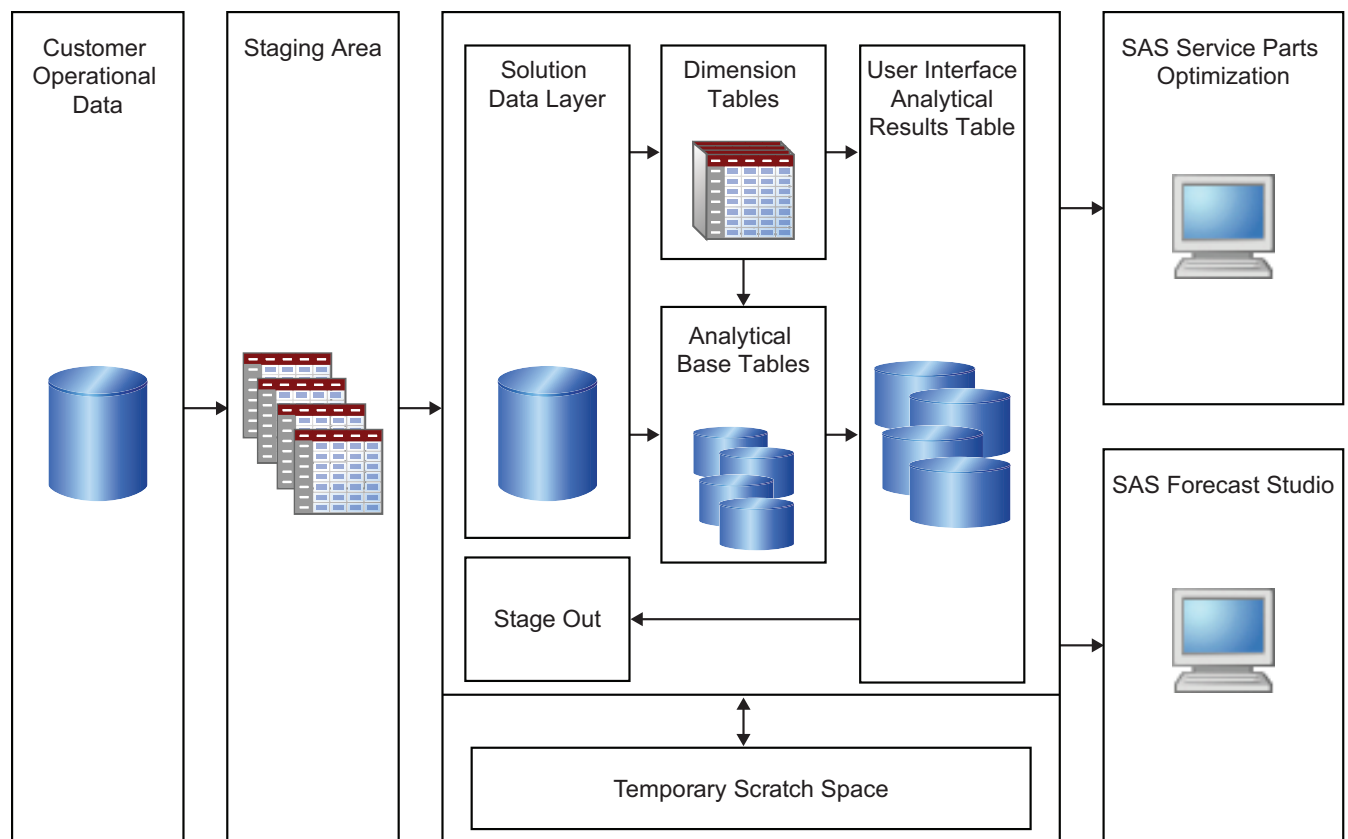 Customer
Operational
Data
Staging Area
Solution
Data Layer
Dimension
Tables
User Interface
Analytical
Results Table
SAS Service Parts
Optimization
Analytical
Base Tables
SAS Forecast Studio
Stage Out
Temporary Scratch Space